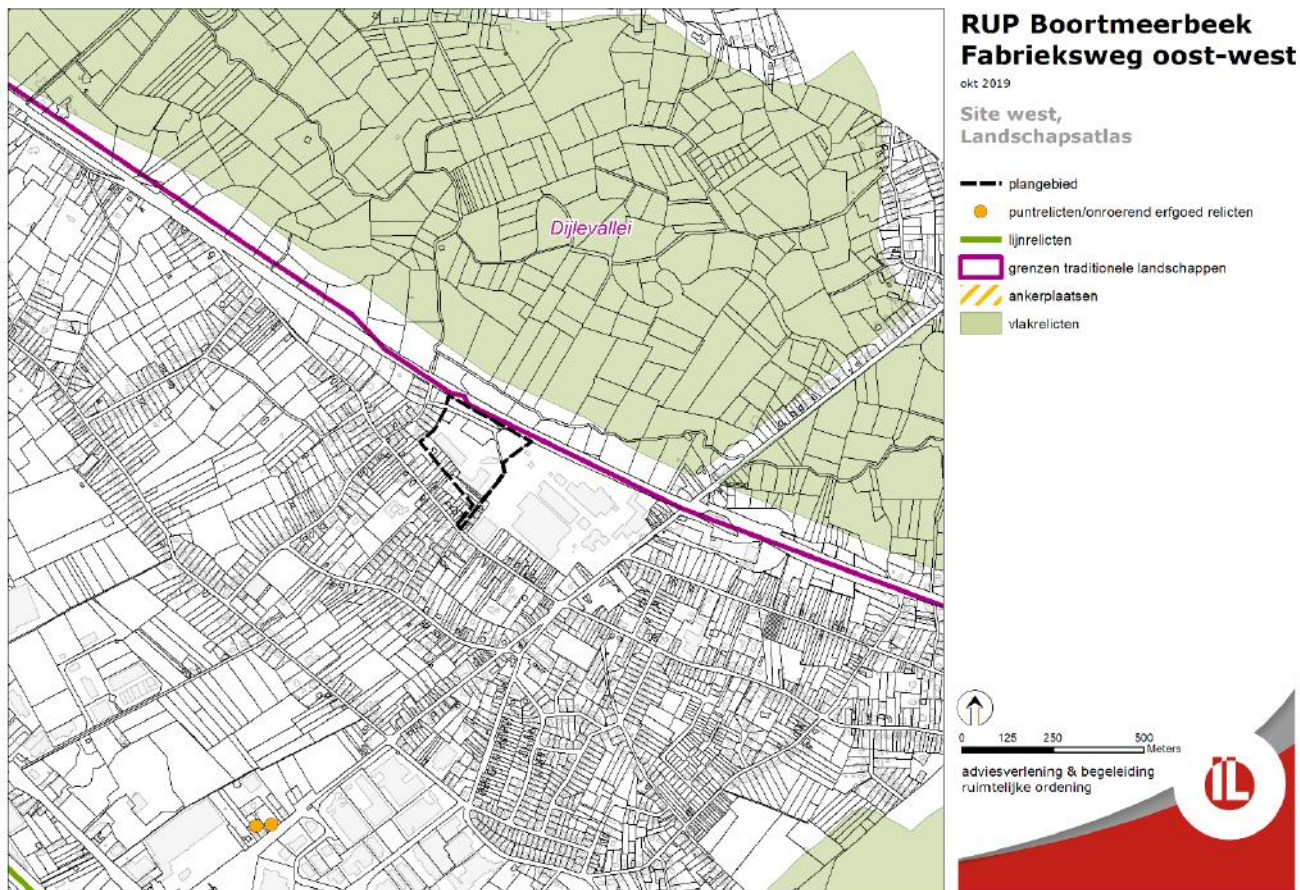 RUP Boortmeerbeek
Fabrieksweg oost-west
okt 2019
Site west,
Landschapsatlas
plangebied
puntrelicten/onroerend erfgoed relicten
lijnrelicten
grenzen traditionele landschappen
ankerplaatsen
vlakrelicten
Dijlevallei
0 125 250 500
Meters
adviesverlening & begeleiding
ruimtelijke ordening